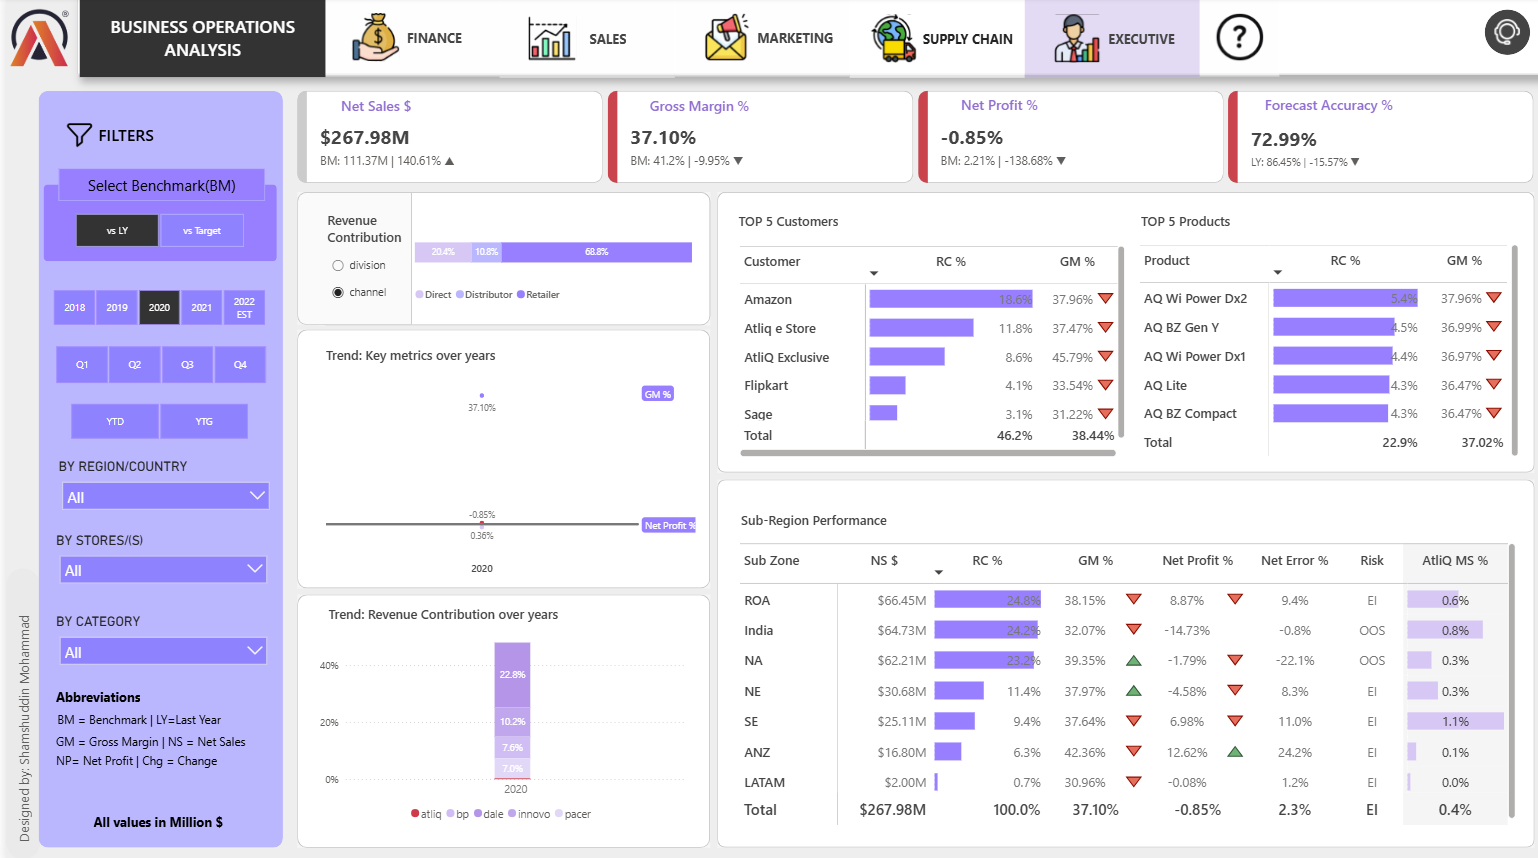 BUSINESS OPERATIONS
ANALYSIS
FINANCE
SALES
MARKETING
SUPPLY CHAIN
EXECUTIVE
?
FILTERS
Select Benchmark(BM)
vs LY
vs Target
2018
2019
2020
2021
2022
EST
Q1
Q2
Q3
Q4
YTD
YTG
BY REGION/COUNTRY
All
BY STORES/(S)
All
BY CATEGORY
All
Abbreviations
BM = Benchmark | LY=Last Year
GM = Gross Margin | NS = Net Sales
NP= Net Profit | Chg = Change
All values in Million $
Designed by: Shamshuddin Mohammad
Net Sales $
$267.98M
BM: 111.37M | 140.61% ▲
Gross Margin %
37.10%
BM: 41.2% | -9.95% ▼
Net Profit %
-0.85%
BM: 2.21% | -138.68% ▼
Forecast Accuracy %
72.99%
LY: 86.45% | -15.57% ▼
Revenue
Contribution
division
channel
20.4% 10.8% 68.8%
Direct Distributor Retailer
Trend: Key metrics over years
GM %
37.10%
-0.85%
Net Profit %
0.36%
2020
Trend: Revenue Contribution over years
40%
20%
0%
22.8%
10.2%
7.6%
7.0%
2020
atliq bp dale innovo pacer
TOP 5 Customers
Customer RC % GM %
Amazon 18.6% 37.96%
Atliq e Store 11.8% 37.47%
AtliQ Exclusive 8.6% 45.79%
Flipkart 4.1% 33.54%
Sage 3.1% 31.22%
Total 46.2% 38.44%
TOP 5 Products
Product RC % GM %
AQ Wi Power Dx2 5.4% 37.96%
AQ BZ Gen Y 4.5% 36.99%
AQ Wi Power Dx1 4.4% 36.97%
AQ Lite 4.3% 36.47%
AQ BZ Compact 4.3% 36.47%
Total 22.9% 37.02%
Sub-Region Performance
Sub Zone NS $ RC % GM % Net Profit % Net Error % Risk AtliQ MS %
ROA $66.45M 24.8% 38.15% 8.87% 9.4% EI 0.6%
India $64.73M 24.2% 32.07% -14.73% -0.8% OOS 0.8%
NA $62.21M 23.2% 39.35% -1.79% -22.1% OOS 0.3%
NE $30.68M 11.4% 37.97% -4.58% 8.3% EI 0.3%
SE $25.11M 9.4% 37.64% 6.98% 11.0% EI 1.1%
ANZ $16.80M 6.3% 42.36% 12.62% 24.2% EI 0.1%
LATAM $2.00M 0.7% 30.96% -0.08% 1.2% EI 0.0%
Total $267.98M 100.0% 37.10% -0.85% 2.3% EI 0.4%